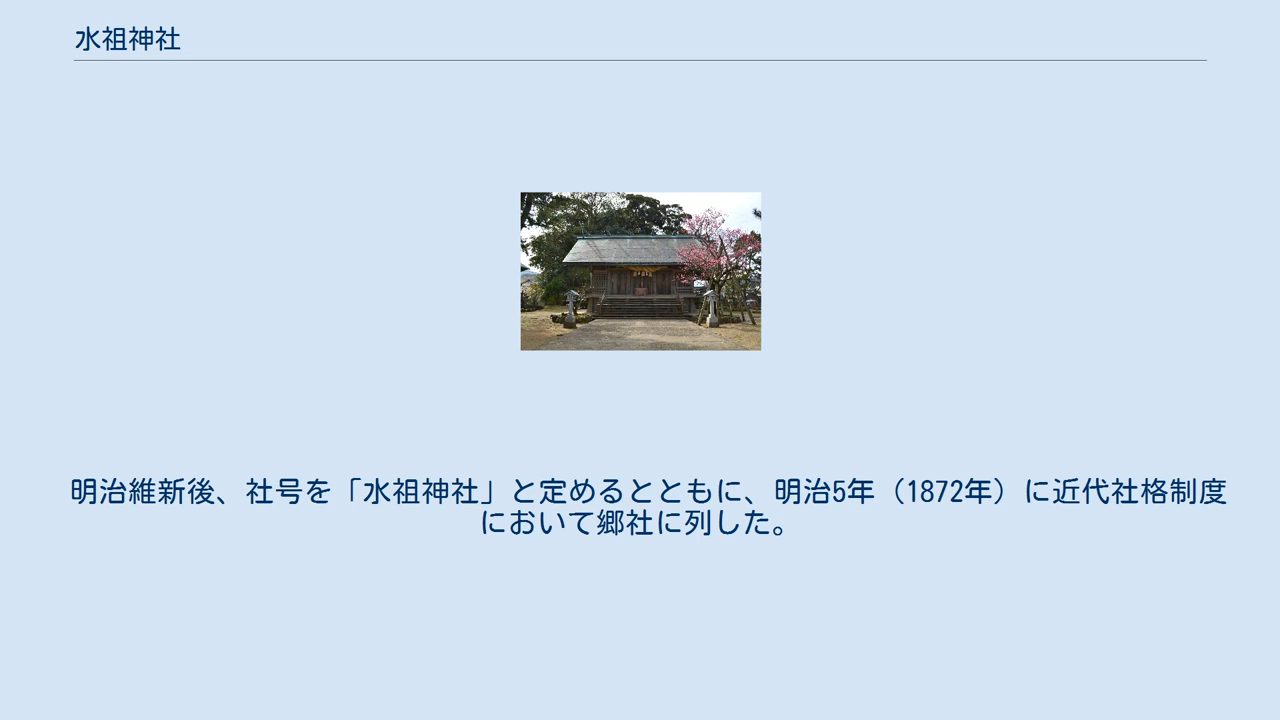 水祖神社
明治維新後、社号を「水祖神社」と定めるとともに、明治5年（1872年）に近代社格制度
において郷社に列した。